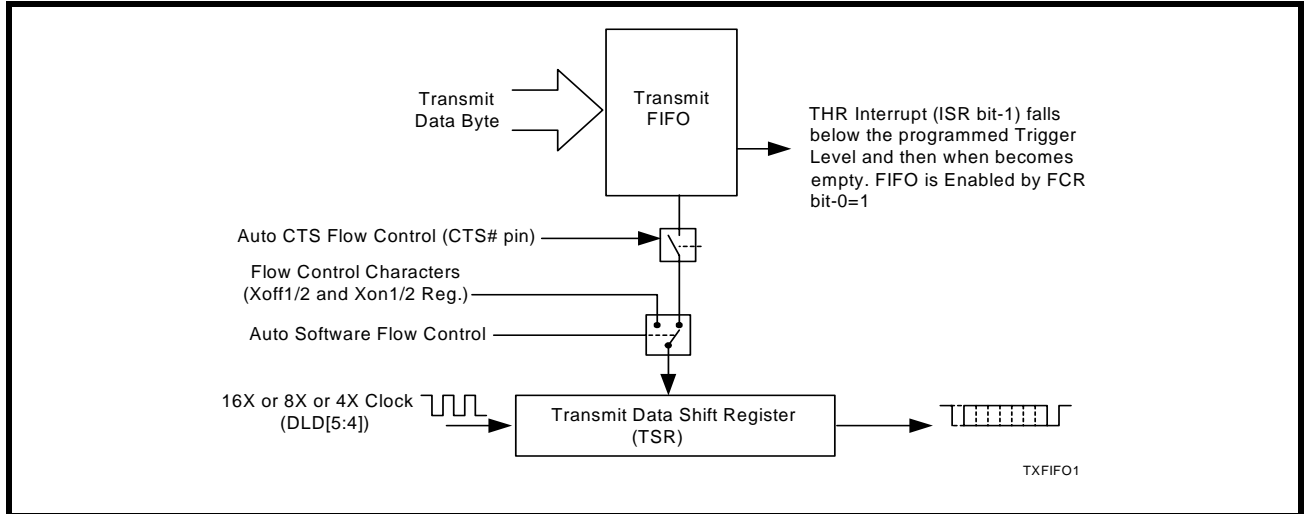 Transmit
Data Byte
Transmit
FIFO
THR Interrupt (ISR bit-1) falls
below the programmed Trigger
Level and then when becomes
empty. FIFO is Enabled by FCR
bit-0=1
Auto CTS Flow Control (CTS# pin)
Flow Control Characters
(Xoff1/2 and Xon1/2 Reg.)
Auto Software Flow Control
16X or 8X or 4X Clock
(DLD[5:4])
Transmit Data Shift Register
(TSR)
TXFIFO1